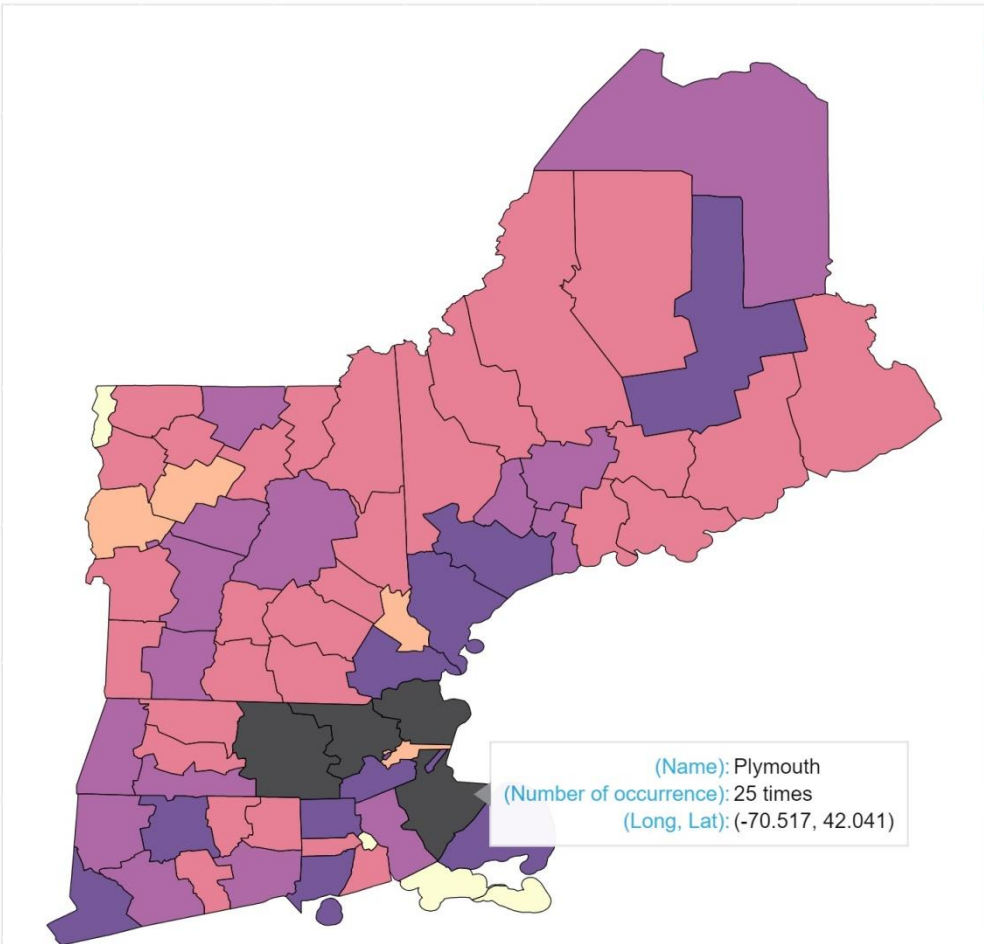 (Name): Plymouth
(Number of occurrence): 25 times
(Long, Lat): (-70.517, 42.041)